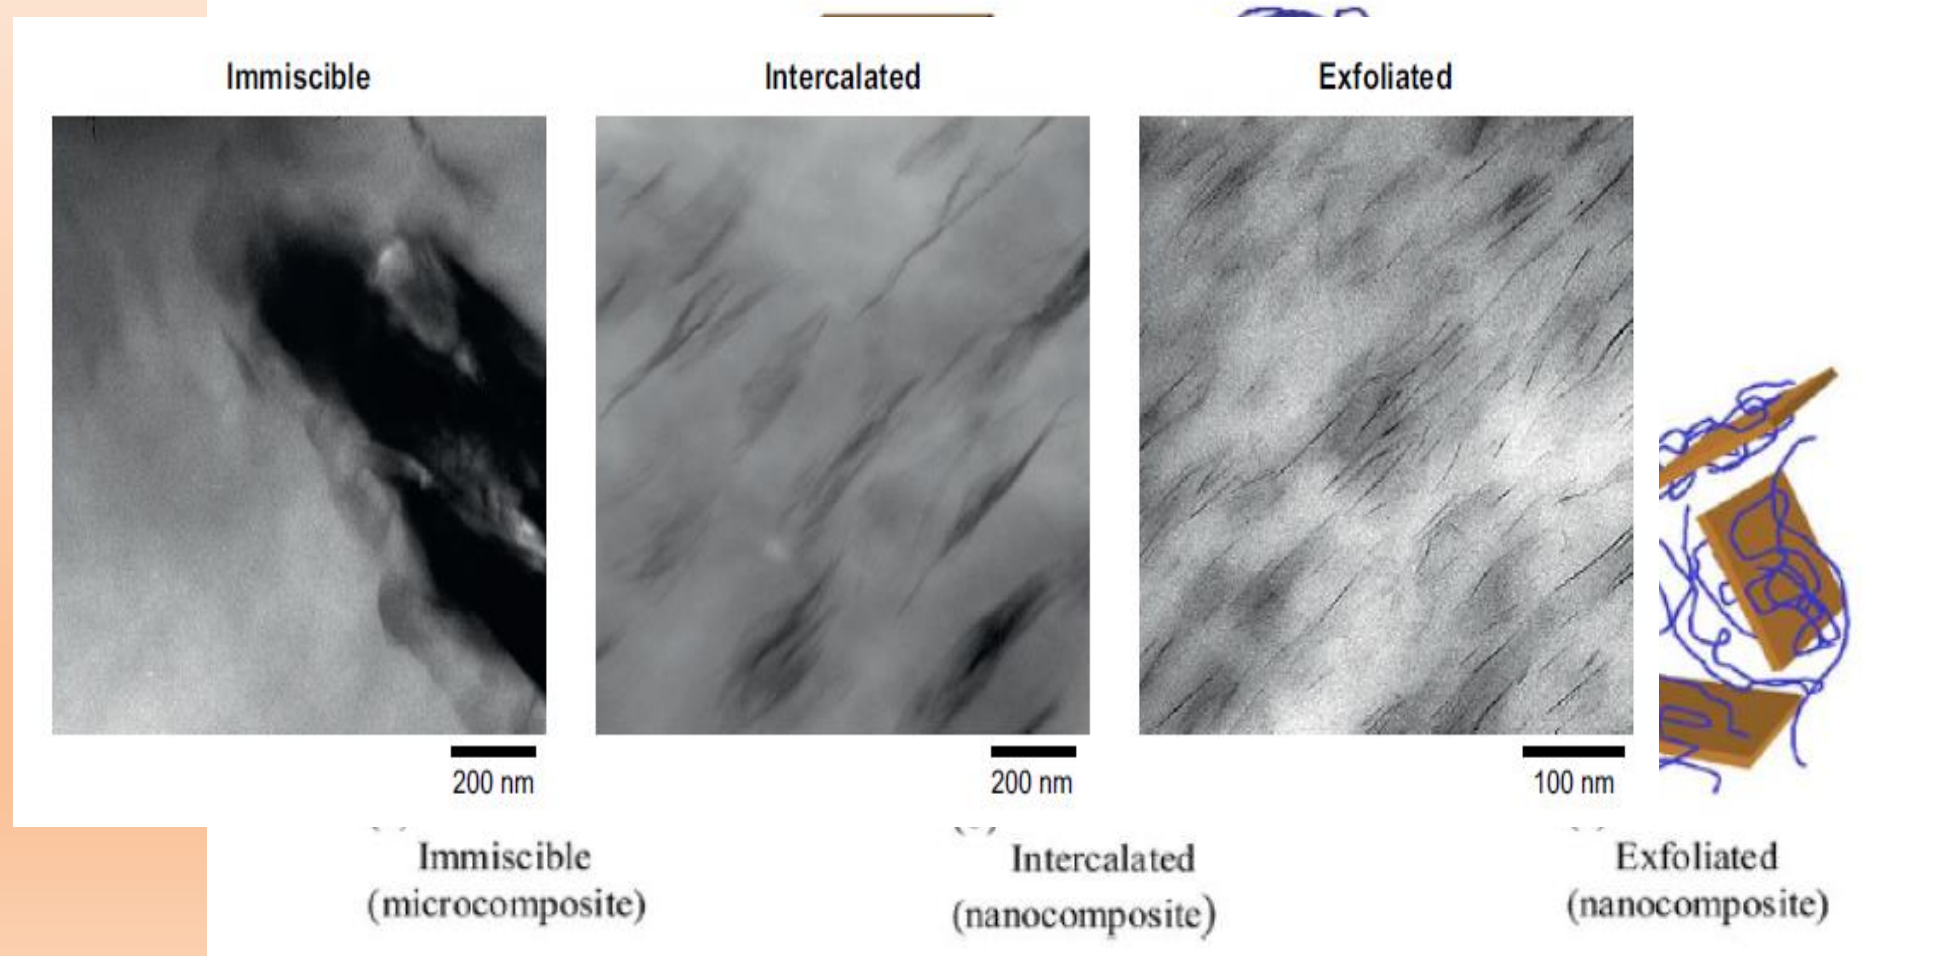 Immiscible
Intercalated
Exfoliated
200 nm
200 nm
100 nm
Immiscible
(microcomposite)
Intercalated
(nanocomposite)
Exfoliated
(nanocomposite)